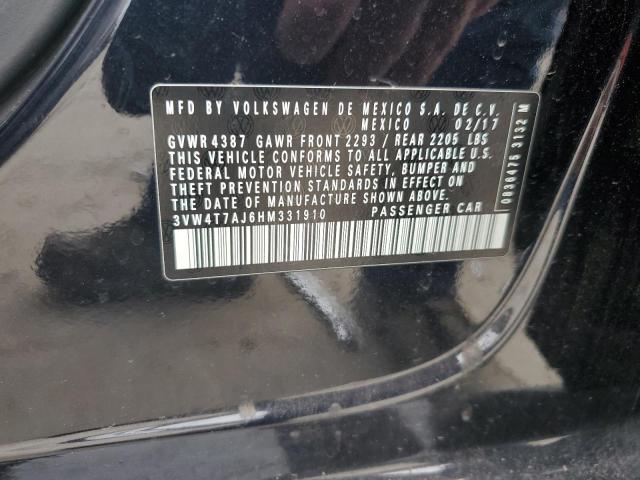 MFD BY VOLKSWAGEN DE MEXICO S.A. DE C.V.
MEXICO 02/17
GVWR 4387 GAWR FRONT 2293 / REAR 2205 LBS
THIS VEHICLE CONFORMS TO ALL APPLICABLE U.S.
FEDERAL MOTOR VEHICLE SAFETY, BUMPER AND
THEFT PREVENTION STANDARDS IN EFFECT ON
THE DATE OF MANUFACTURE SHOWN ABOVE.
3VW4T7AJ6HM331910 PASSENGER CAR
0836475 3132 M